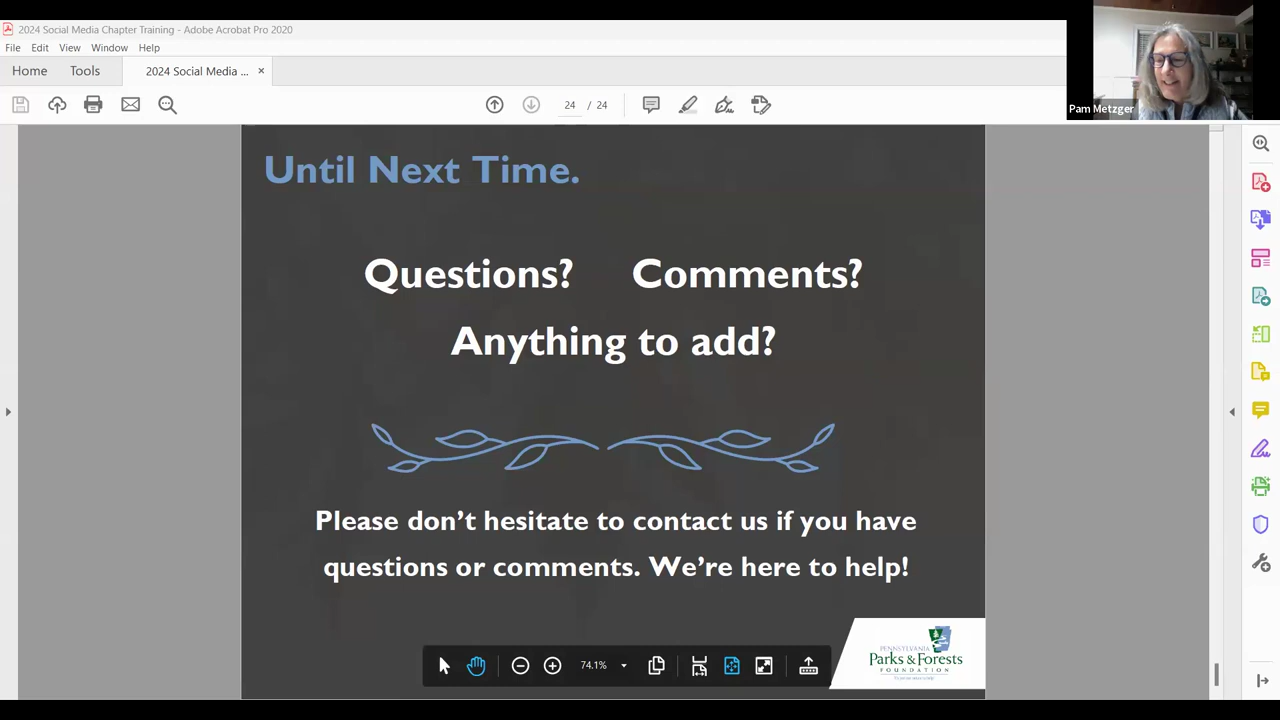 2024 Social Media Chapter Training - Adobe Acrobat Pro 2020
File Edit View Window Help
Home Tools 2024 Social Media ... ×
24 / 24
Pam Metzger
Until Next Time.
Questions? Comments?
Anything to add?
Please don't hesitate to contact us if you have
questions or comments. We're here to help!
74.1%
PENNSYLVANIA
Parks & Forests
FOUNDATION